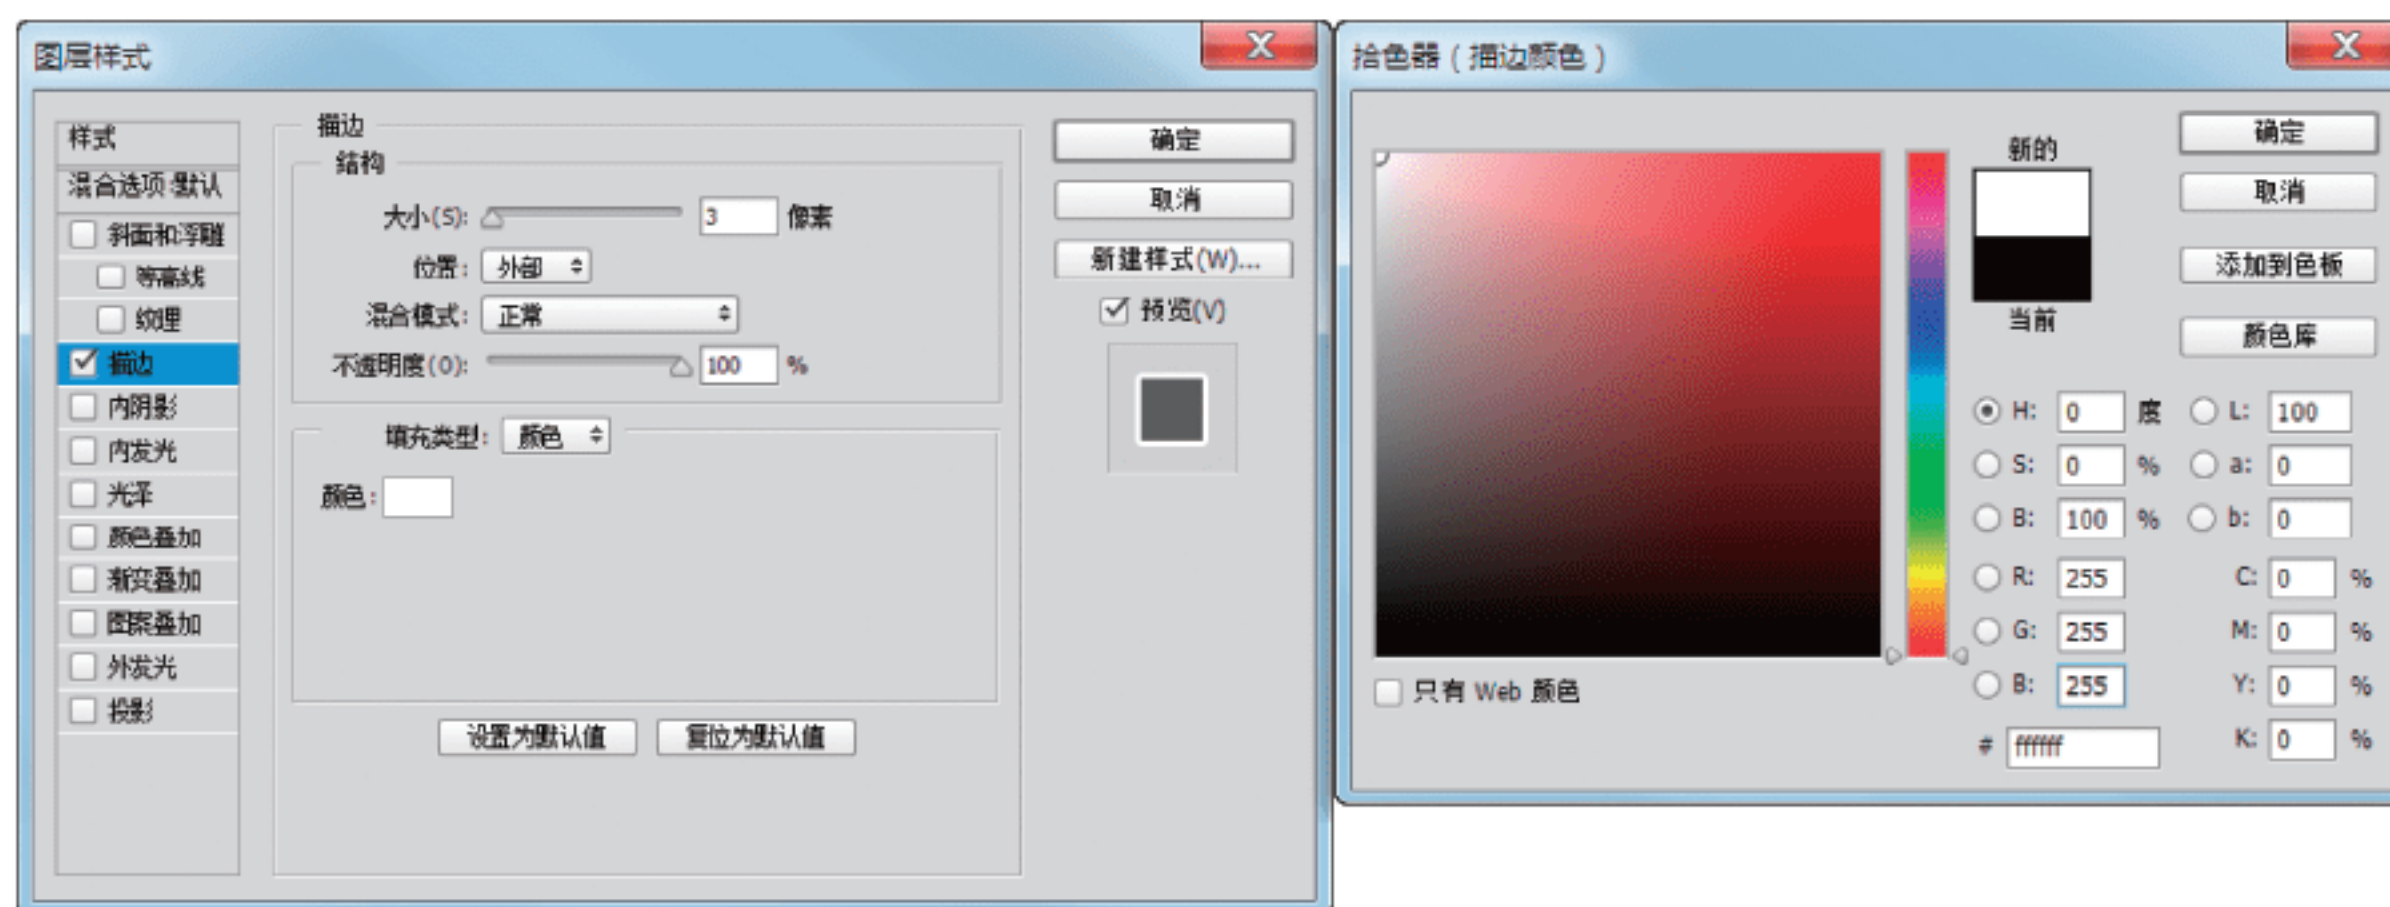 图层样式
样式
混合选项:默认
斜面和浮雕
等高线
纹理
描边
内阴影
内发光
光泽
颜色叠加
渐变叠加
图案叠加
外发光
投影
描边
结构
大小(S): 3 像素
位置: 外部
混合模式: 正常
不透明度(O): 100 %
填充类型: 颜色
颜色:
设置为默认值 复位为默认值
确定
取消
新建样式(W)...
预览(V)
拾色器（描边颜色）
新的
当前
确定
取消
添加到色板
颜色库
H: 0 度 L: 100
S: 0 % a: 0
B: 100 % b: 0
R: 255 C: 0 %
G: 255 M: 0 %
B: 255 Y: 0 %
# ffffff K: 0 %
只有 Web 颜色